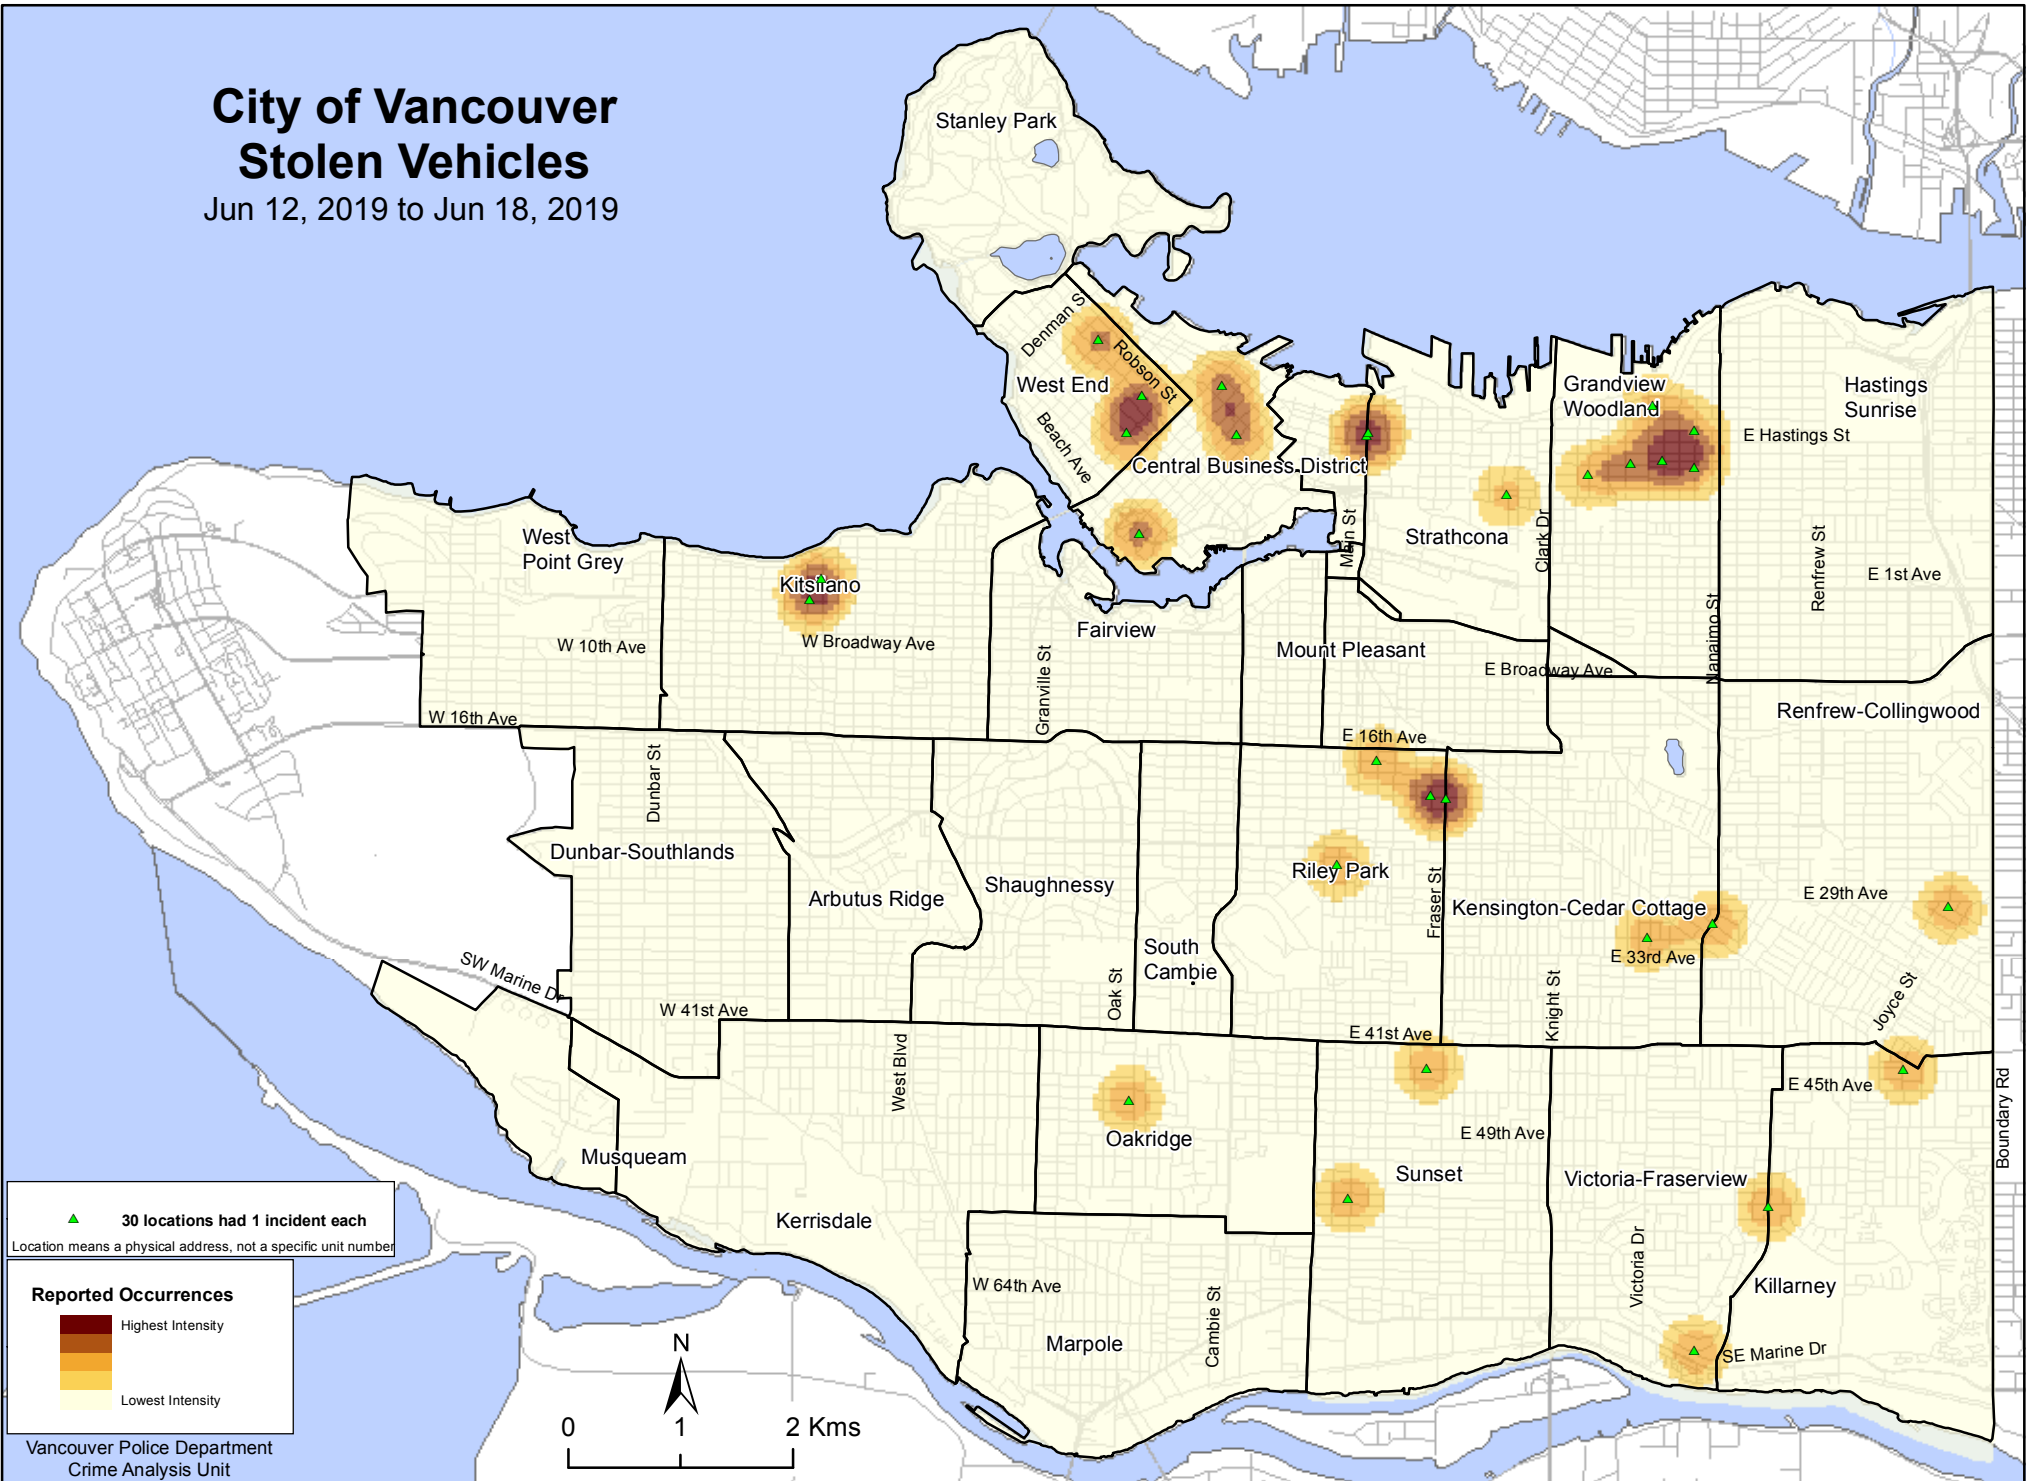 City of Vancouver
Stolen Vehicles
Jun 12, 2019 to Jun 18, 2019
Stanley Park
Denman S
Robson St
West End
Beach Ave
Central Business District
Grandview
Woodland
Hastings
Sunrise
E Hastings St
Main St
Strathcona
Clark Dr
Renfrew St
E 1st Ave
Nanaimo St
West
Point Grey
Kitsilano
W 10th Ave
W Broadway Ave
Granville St
Fairview
Mount Pleasant
E Broadway Ave
W 16th Ave
E 16th Ave
Renfrew-Collingwood
Dunbar St
Dunbar-Southlands
Arbutus Ridge
Shaughnessy
Riley Park
Fraser St
Kensington-Cedar Cottage
E 29th Ave
South
Cambie
E 33rd Ave
SW Marine Dr
W 41st Ave
Oak St
E 41st Ave
Knight St
Joyce St
West Blvd
E 45th Ave
Boundary Rd
Oakridge
E 49th Ave
Musqueam
Sunset
Victoria-Fraserview
Kerrisdale
Victoria Dr
Killarney
W 64th Ave
Marpole
Cambie St
SE Marine Dr
30 locations had 1 incident each
Location means a physical address, not a specific unit number
Reported Occurrences
Highest Intensity
Lowest Intensity
Vancouver Police Department
Crime Analysis Unit
N
0 1 2 Kms